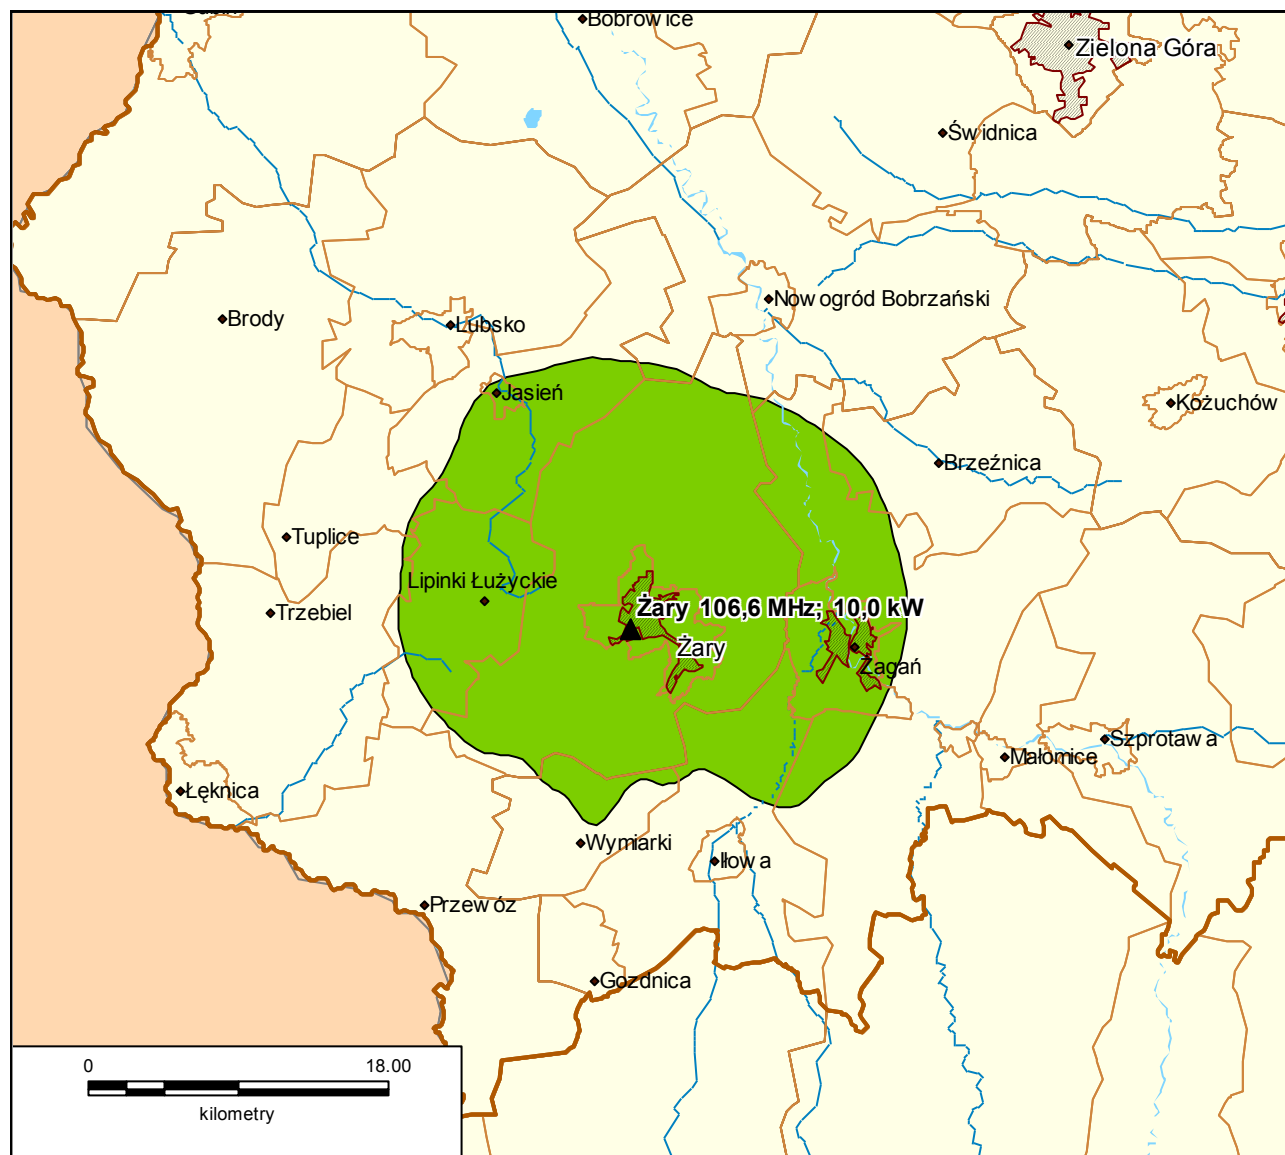 Bobrowice
Zielona Góra
Świdnica
Nowogród Bobrzański
Brody
Lubsko
Jasień
Kożuchów
Brzeźnica
Tuplice
Lipinki Łużyckie
Trzebiel
Żary 106,6 MHz; 10,0 kW
Żary
Żagań
Szprotawa
Małomice
Łęknica
Wymiarki
Iłowa
Przewóz
Gozdnica
0 18.00
kilometry